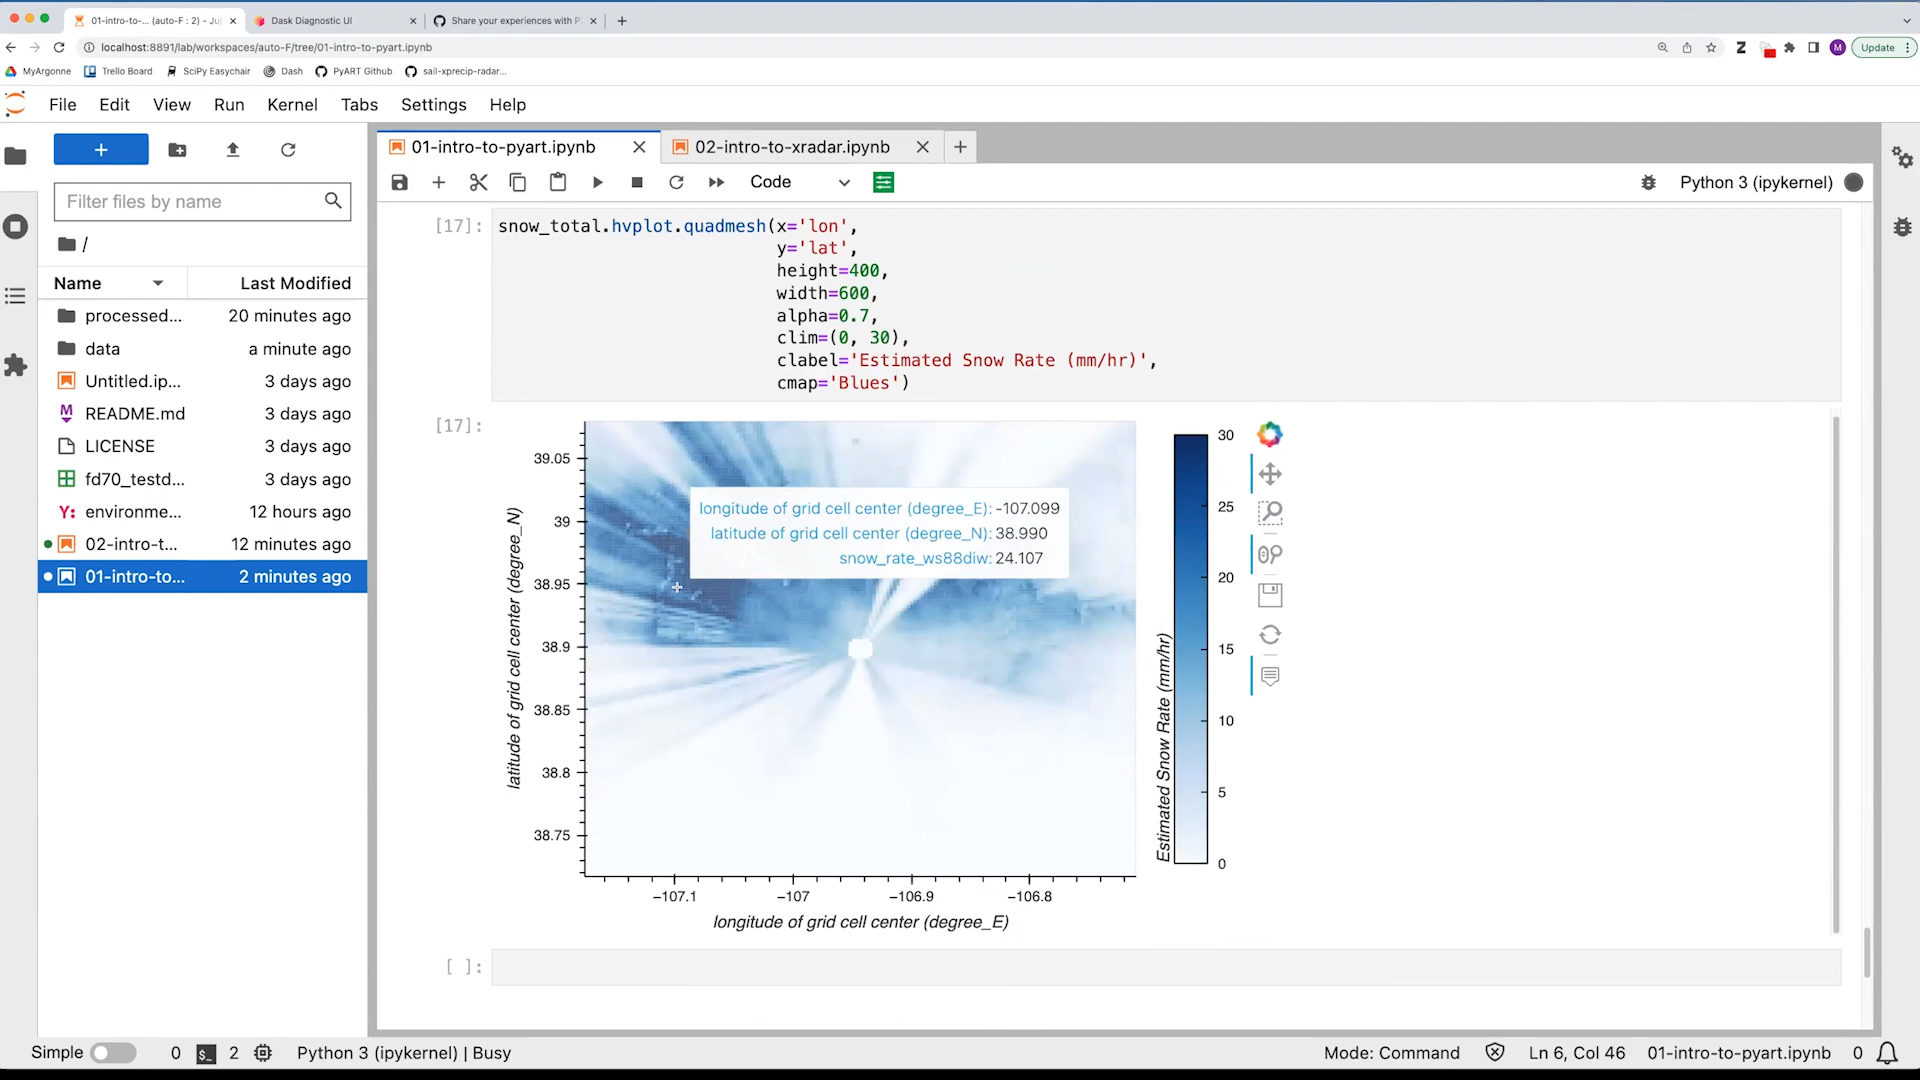 01-intro-to-... (auto-F : 2) - Ju
Dask Diagnostic UI
Share your experiences with P
localhost:8891/lab/workspaces/auto-F/tree/01-intro-to-pyart.ipynb
Update
MyArgonne
Trello Board
SciPy Easychair
Dash
PyART Github
sail-xprecip-radar...
File
Edit
View
Run
Kernel
Tabs
Settings
Help
01-intro-to-pyart.ipynb
02-intro-to-xradar.ipynb
Code
Python 3 (ipykernel)
Filter files by name
/
Name
Last Modified
processed...
20 minutes ago
data
a minute ago
Untitled.ip...
3 days ago
README.md
3 days ago
LICENSE
3 days ago
fd70_testd...
3 days ago
Y: environme...
12 hours ago
02-intro-t...
12 minutes ago
01-intro-to...
2 minutes ago
[17]: snow_total.hvplot.quadmesh(x='lon',
y='lat',
height=400,
width=600,
alpha=0.7,
clim=(0, 30),
clabel='Estimated Snow Rate (mm/hr)',
cmap='Blues')
[17]:
latitude of grid cell center (degree_N)
39.05
39
38.95
38.9
38.85
38.8
38.75
longitude of grid cell center (degree_E): -107.099
latitude of grid cell center (degree_N): 38.990
snow_rate_ws88diw: 24.107
−107.1
−107
−106.9
−106.8
longitude of grid cell center (degree_E)
Estimated Snow Rate (mm/hr)
30
25
20
15
10
5
0
[ ]:
Simple
0
2
Python 3 (ipykernel) | Busy
Mode: Command
Ln 6, Col 46
01-intro-to-pyart.ipynb
0